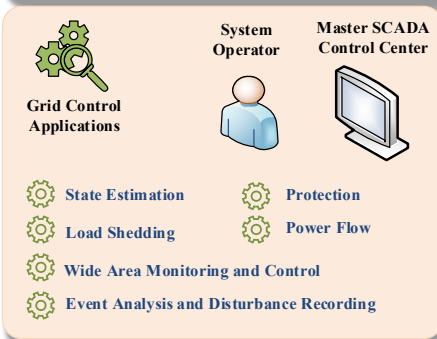 System
Operator
Master SCADA
Control Center
Grid Control
Applications
State Estimation
Protection
Load Shedding
Power Flow
Wide Area Monitoring and Control
Event Analysis and Disturbance Recording